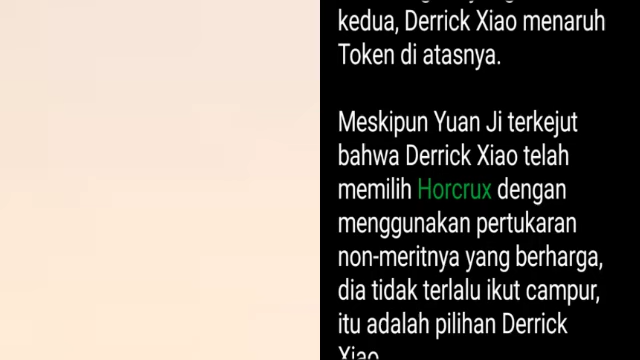 kedua, Derrick Xiao menaruh
Token di atasnya.
Meskipun Yuan Ji terkejut
bahwa Derrick Xiao telah
memilih Horcrux dengan
menggunakan pertukaran
non-meritnya yang berharga,
dia tidak terlalu ikut campur,
itu adalah pilihan Derrick
Xiao